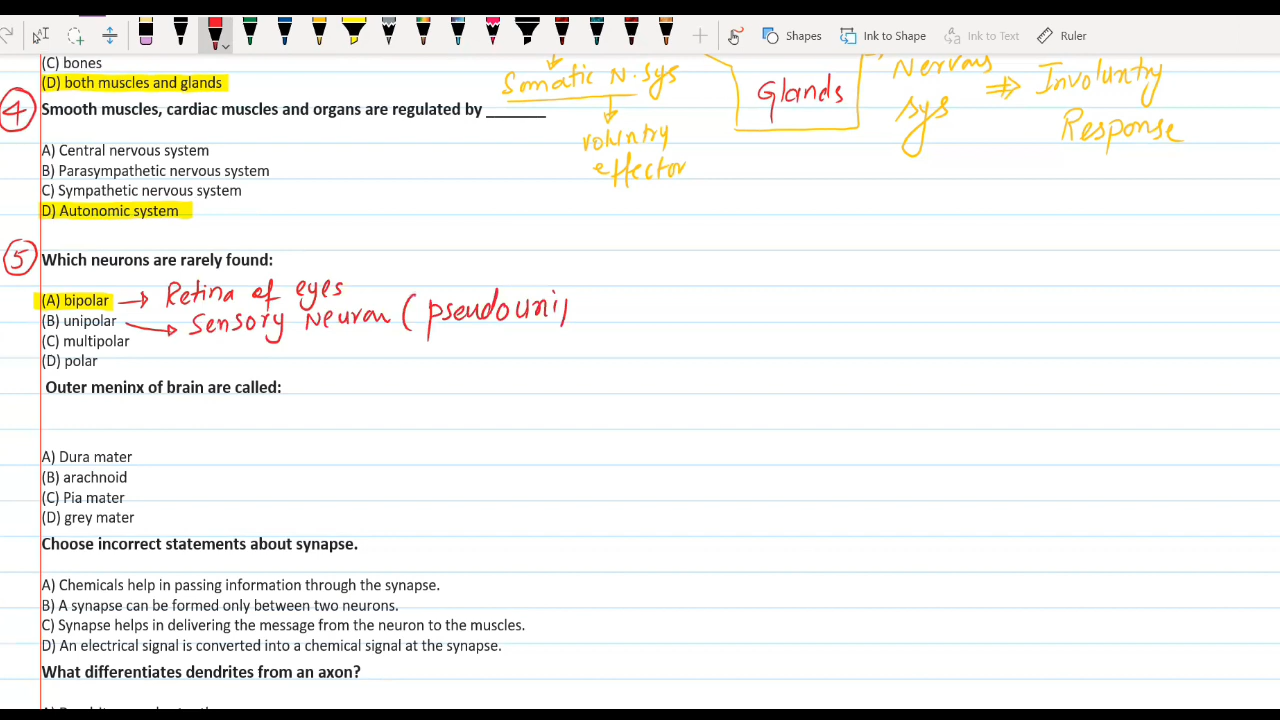 Shapes
Ink to Shape
Ink to Text
Ruler
(C) bones
(D) both muscles and glands
Somatic N.Sys
voluntry
effector
Glands
Nervous
sys
Involuntry
Response
4
Smooth muscles, cardiac muscles and organs are regulated by _______
A) Central nervous system
B) Parasympathetic nervous system
C) Sympathetic nervous system
D) Autonomic system
5
Which neurons are rarely found:
(A) bipolar → Retina of eyes
(B) unipolar → Sensory Neuron (pseudouni
(C) multipolar
(D) polar
Outer meninx of brain are called:
A) Dura mater
(B) arachnoid
(C) Pia mater
(D) grey mater
Choose incorrect statements about synapse.
A) Chemicals help in passing information through the synapse.
B) A synapse can be formed only between two neurons.
C) Synapse helps in delivering the message from the neuron to the muscles.
D) An electrical signal is converted into a chemical signal at the synapse.
What differentiates dendrites from an axon?